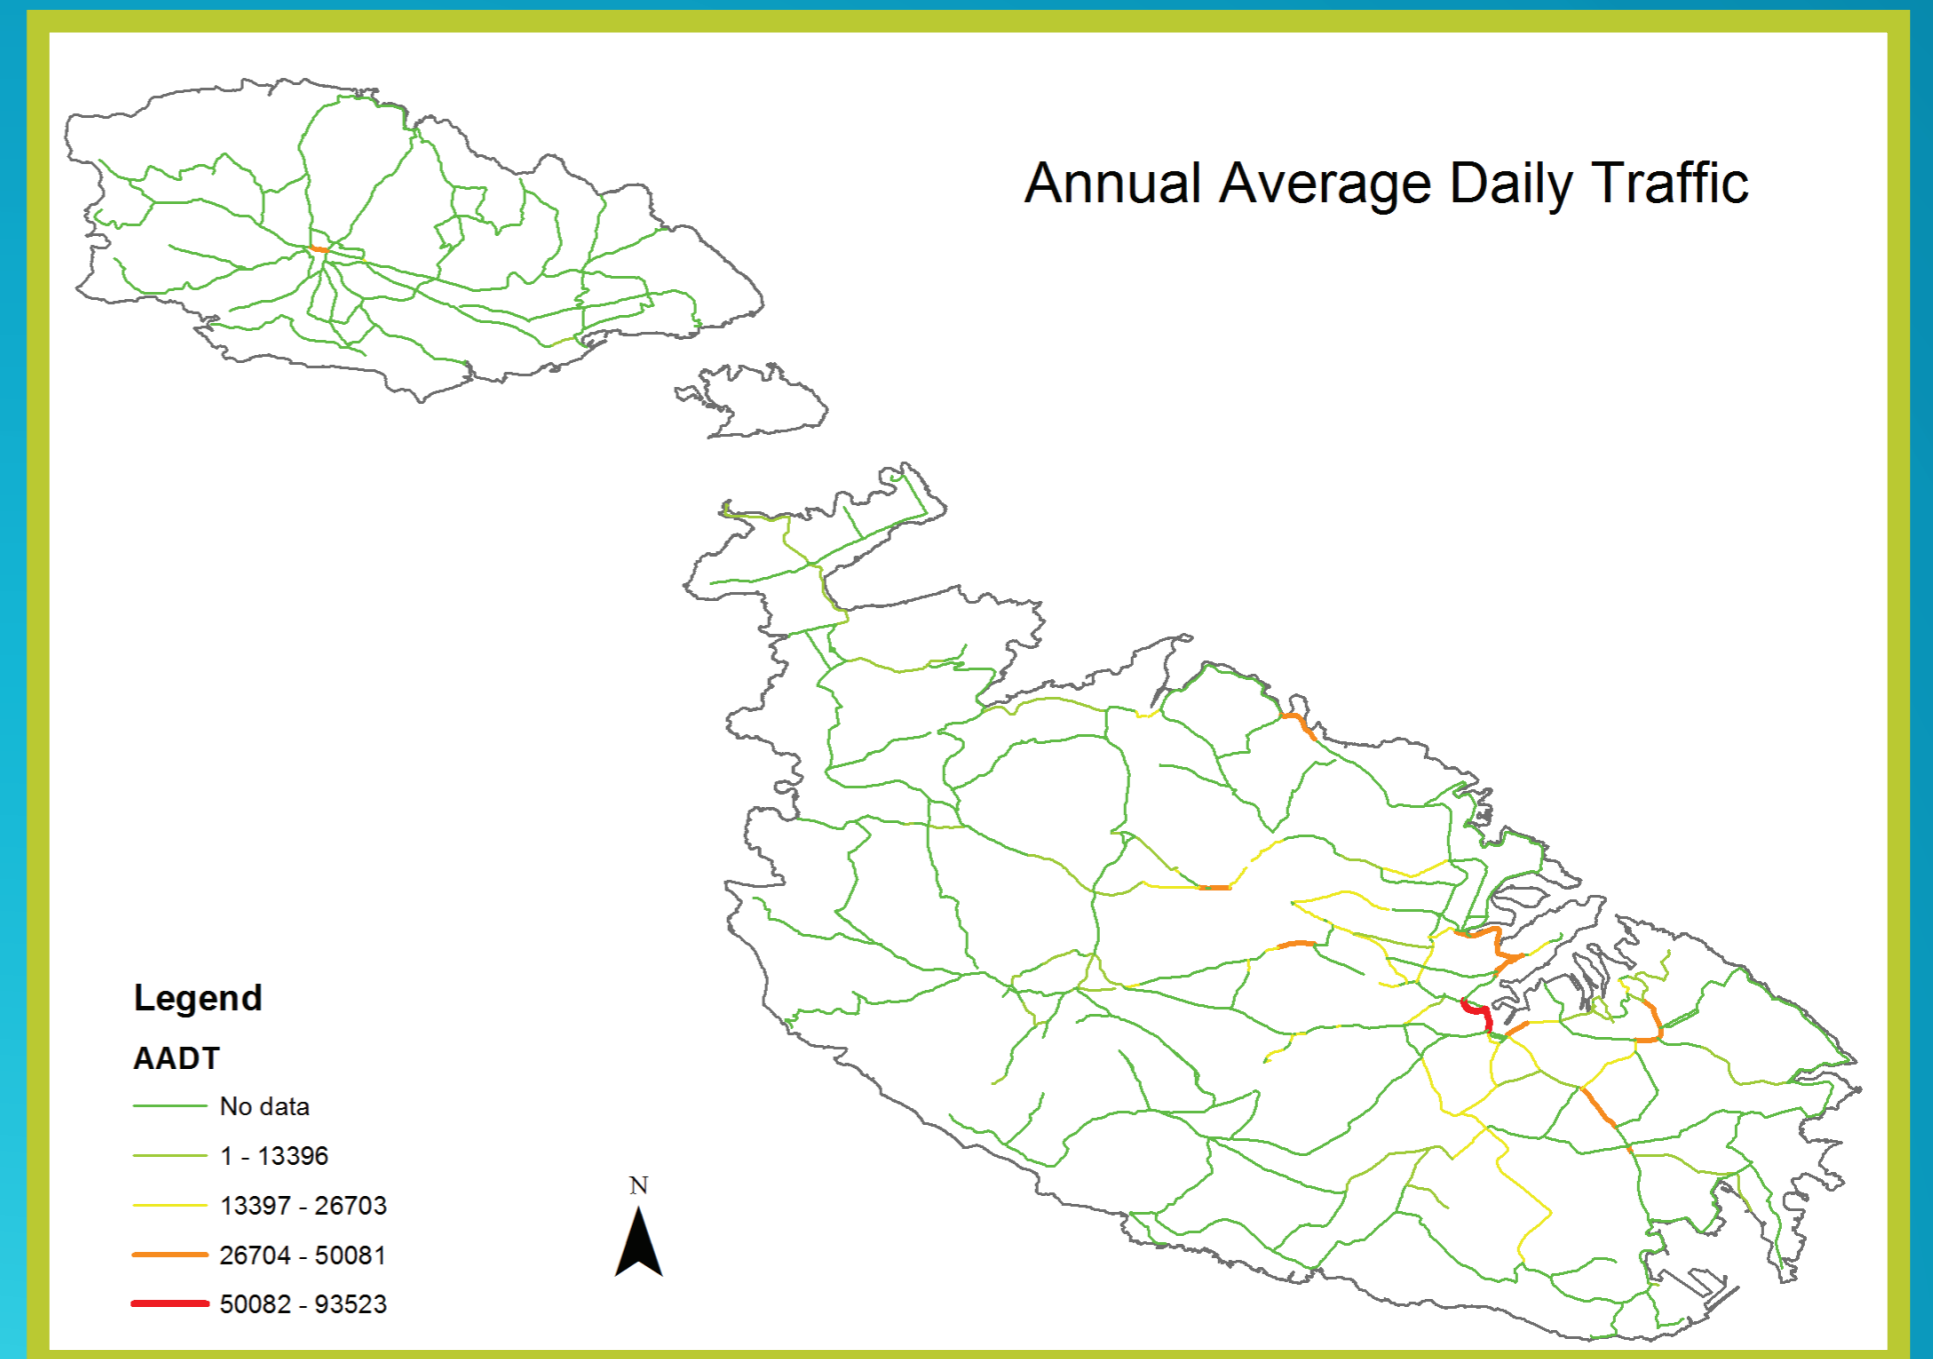 Annual Average Daily Traffic
Legend
AADT
No data
1 - 13396
13397 - 26703
26704 - 50081
50082 - 93523
N